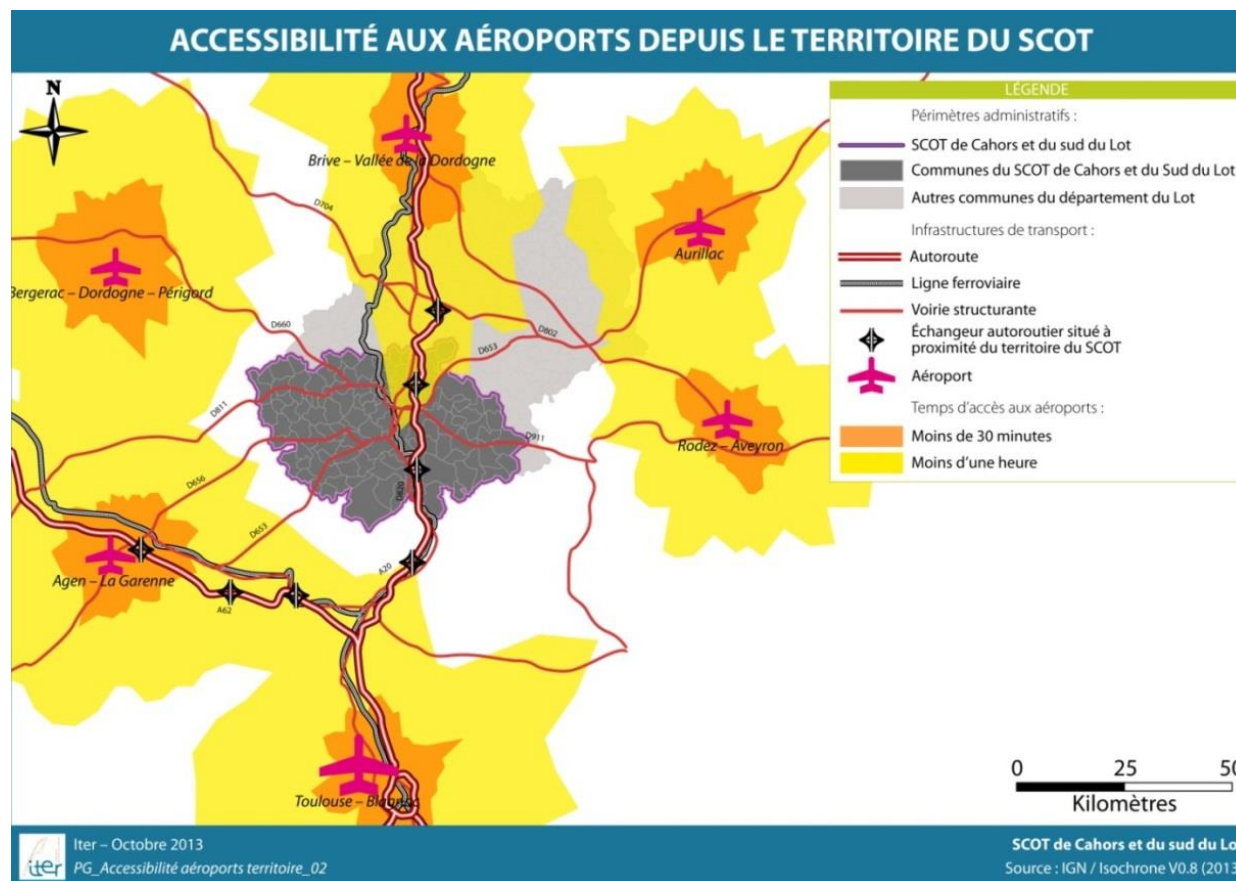 ACCESSIBILITÉ AUX AÉROPORTS DEPUIS LE TERRITOIRE DU SCOT
N
LÉGENDE
Périmètres administratifs :
SCOT de Cahors et du sud du Lot
Communes du SCOT de Cahors et du Sud du Lot
Autres communes du département du Lot
Infrastructures de transport :
Autoroute
Ligne ferroviaire
Voirie structurante
Échangeur autoroutier situé à
proximité du territoire du SCOT
Aéroport
Temps d'accès aux aéroports :
Moins de 30 minutes
Moins d'une heure
Brive – Vallée de la Dordogne
D704
Aurillac
Bergerac – Dordogne – Périgord
D660
D802
D653
D811
D911
Rodez – Aveyron
D656
D820
D653
A20
Agen – La Garenne
A62
Toulouse – Blagnac
0 25 50
Kilomètres
iter
Iter – Octobre 2013
PG_Accessibilité aéroports territoire_02
SCOT de Cahors et du sud du Lo
Source : IGN / Isochrone V0.8 (2013